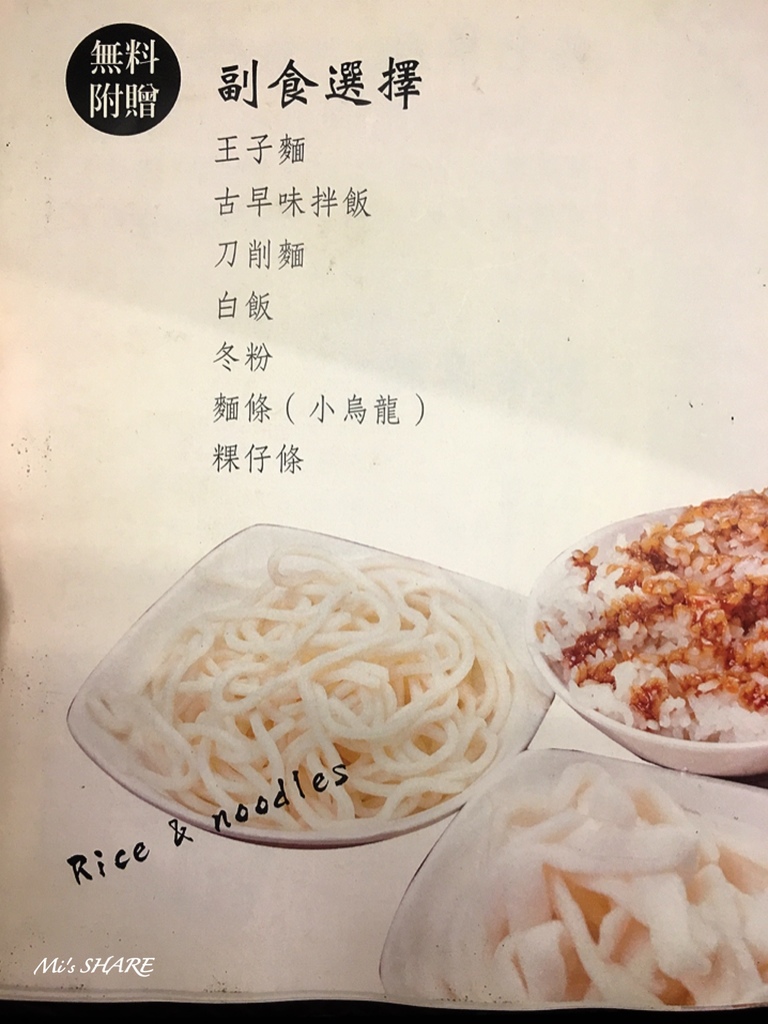 無料
附贈
副食選擇
王子麵
古早味拌飯
刀削麵
白飯
冬粉
麵條（小烏龍）
粿仔條
Rice & noodles
Mi's SHARE